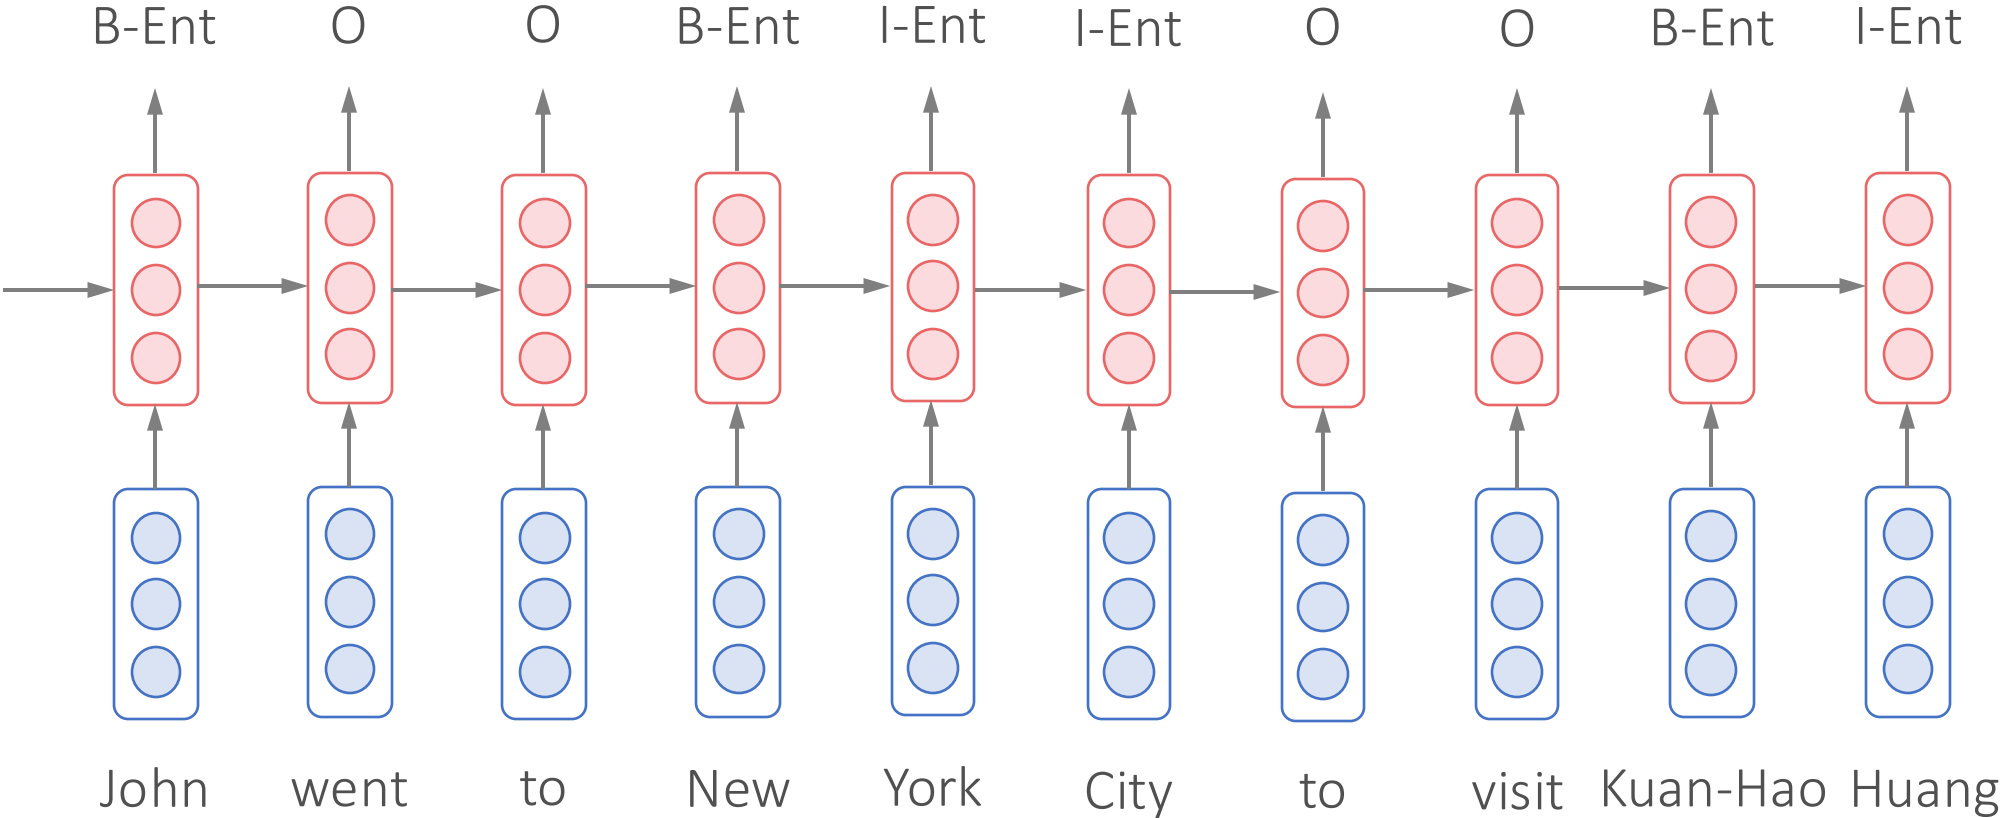 B-Ent O O B-Ent I-Ent I-Ent O O B-Ent I-Ent
John went to New York City to visit Kuan-Hao Huang